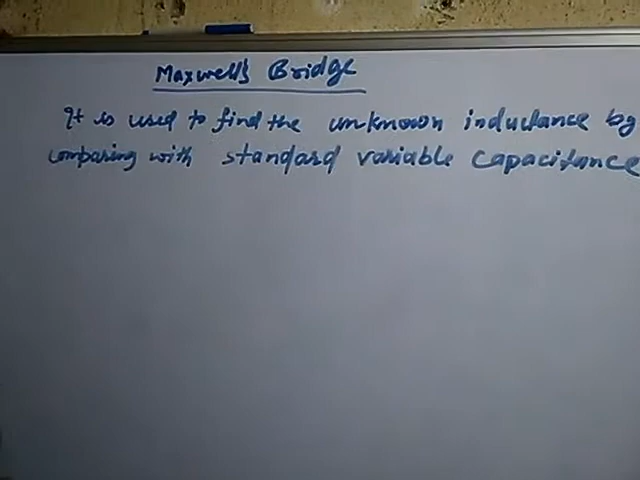 Maxwell's Bridge
It is used to find the unknown inductance by
comparing with standard variable capacitance